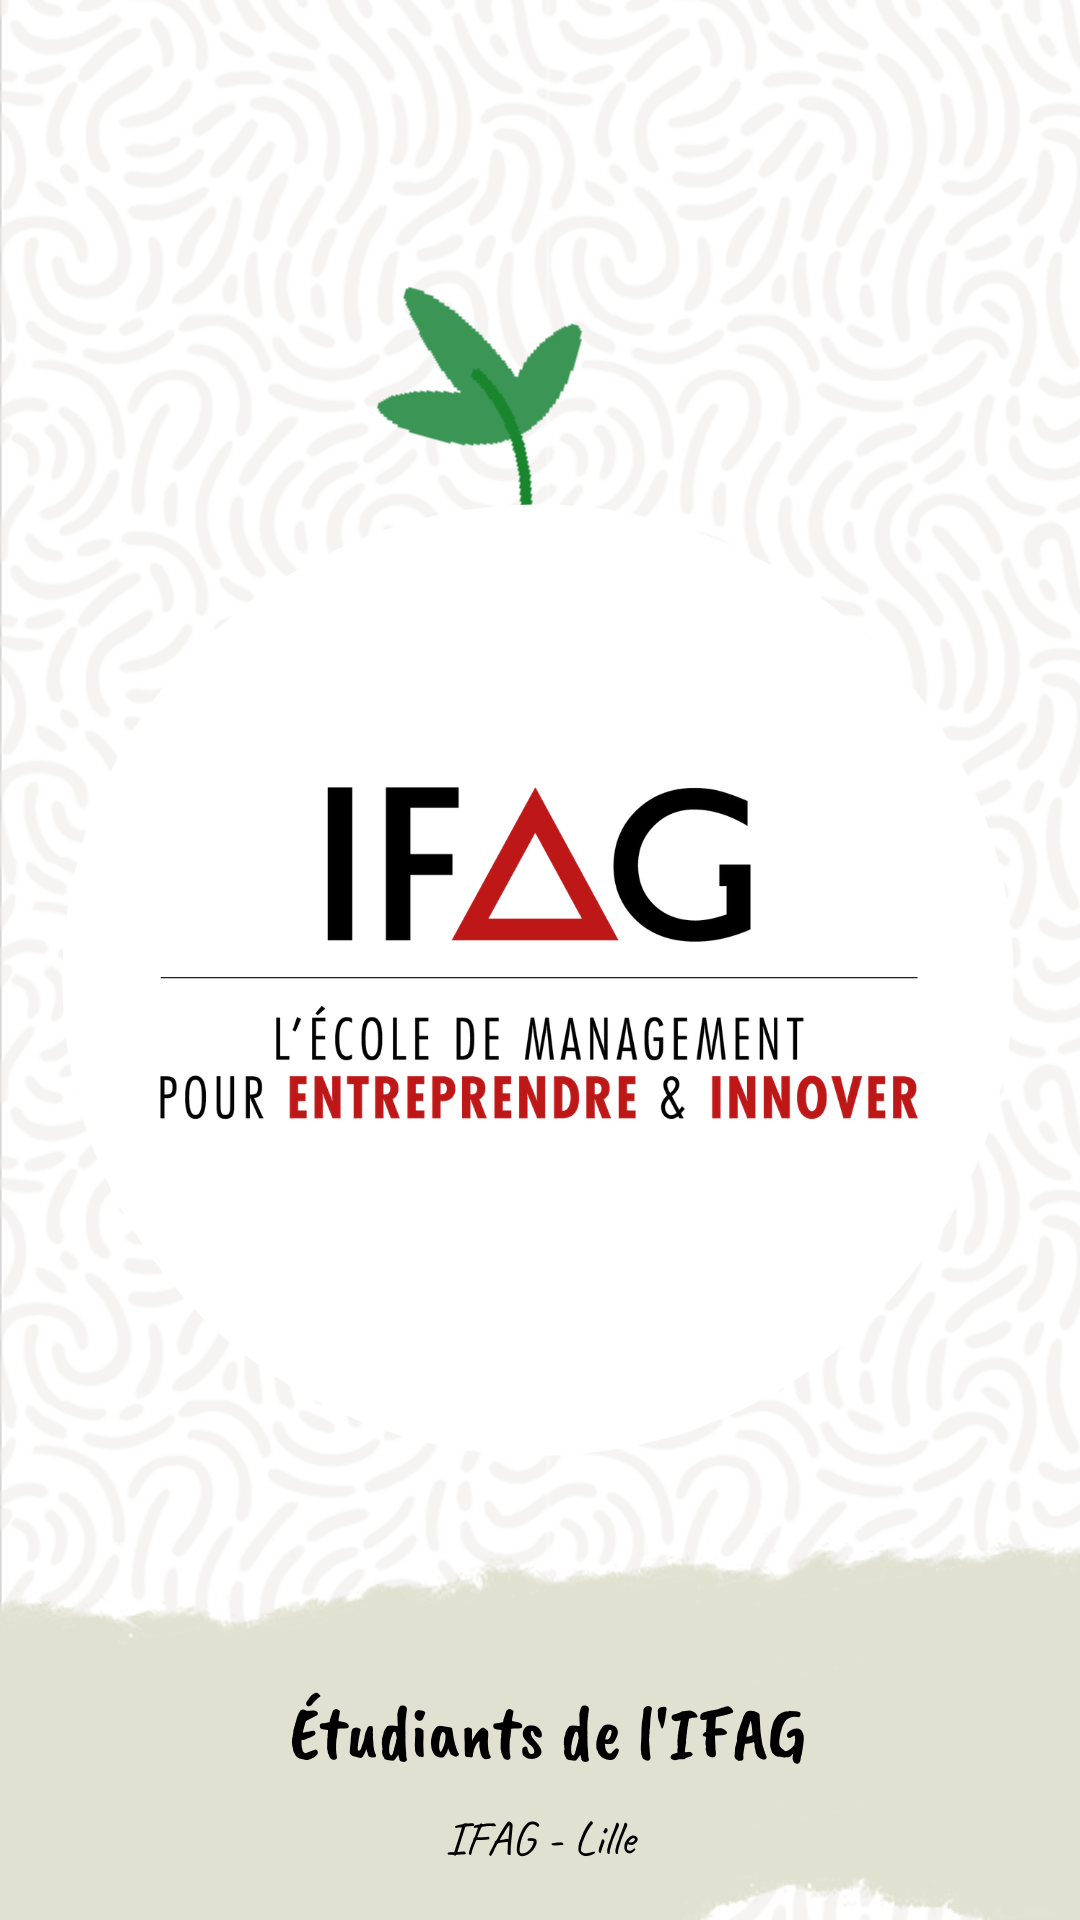 IFAG
L’ÉCOLE DE MANAGEMENT
POUR ENTREPRENDRE & INNOVER
Étudiants de l'IFAG
IFAG - Lille